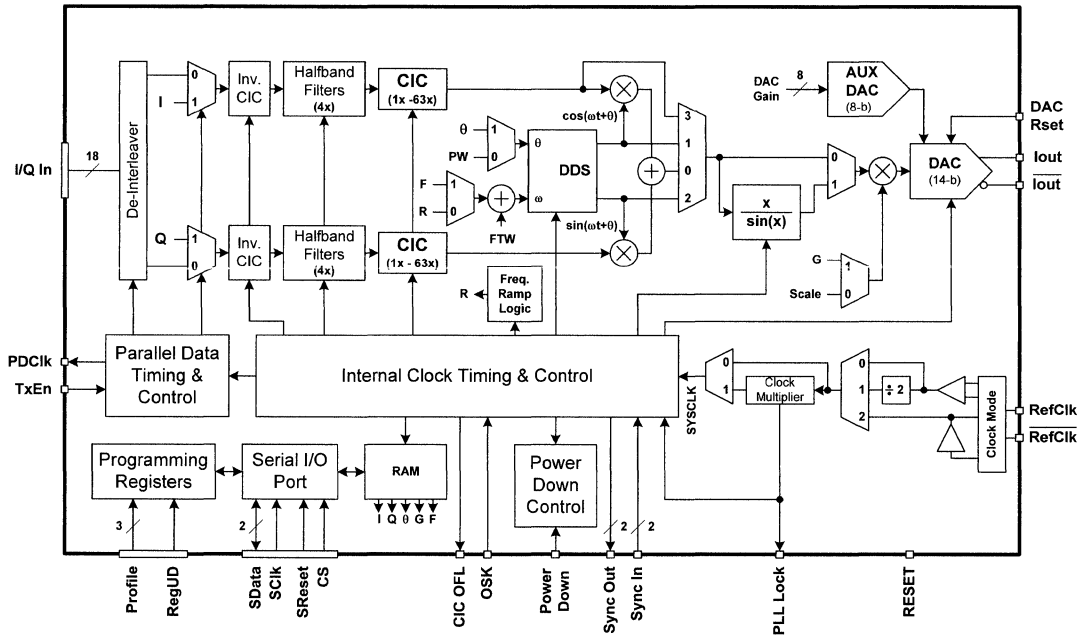 I/Q In
18
De-Interleaver
0
I
1
Inv.
CIC
Halfband
Filters
(4x)
CIC
(1x -63x)
θ
1
PW
0
θ
DDS
ω
F
1
R
0
FTW
cos(ωt+θ)
sin(ωt+θ)
3
1
0
2
x
sin(x)
0
1
DAC
Gain
8
AUX
DAC
(8-b)
DAC
(14-b)
DAC
Rset
Iout
Iout
Q
1
0
Inv.
CIC
Halfband
Filters
(4x)
CIC
(1x - 63x)
R
Freq.
Ramp
Logic
G
1
Scale
0
PDClk
TxEn
Parallel Data
Timing &
Control
Internal Clock Timing & Control
SYSCLK
0
1
Clock
Multiplier
0
1
2
÷ 2
Clock Mode
RefClk
RefClk
Programming
Registers
Serial I/O
Port
RAM
I Q θ G F
Power
Down
Control
3
2
2
2
Profile
RegUD
SData
SClk
SReset
CS
CIC OFL
OSK
Power
Down
Sync Out
Sync In
PLL Lock
RESET